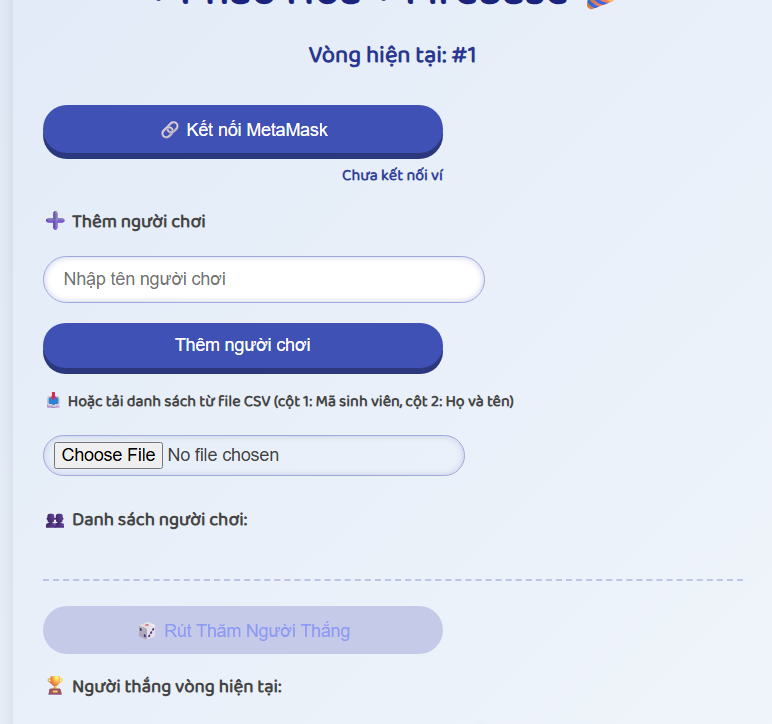 Vòng hiện tại: #1
🔗 Kết nối MetaMask
Chưa kết nối ví
➕ Thêm người chơi
Nhập tên người chơi
Thêm người chơi
📥 Hoặc tải danh sách từ file CSV (cột 1: Mã sinh viên, cột 2: Họ và tên)
Choose File No file chosen
👥 Danh sách người chơi:
🎲 Rút Thăm Người Thắng
🏆 Người thắng vòng hiện tại: